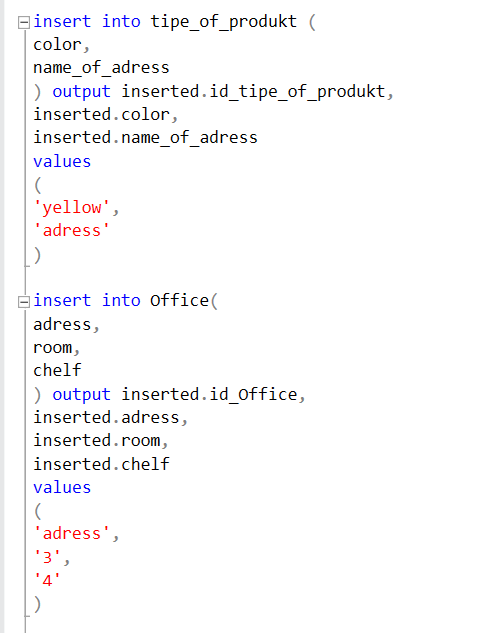 insert into tipe_of_produkt (
color,
name_of_adress
) output inserted.id_tipe_of_produkt,
inserted.color,
inserted.name_of_adress
values
(
'yellow',
'adress'
)
insert into Office(
adress,
room,
chelf
) output inserted.id_Office,
inserted.adress,
inserted.room,
inserted.chelf
values
(
'adress',
'3',
'4'
)